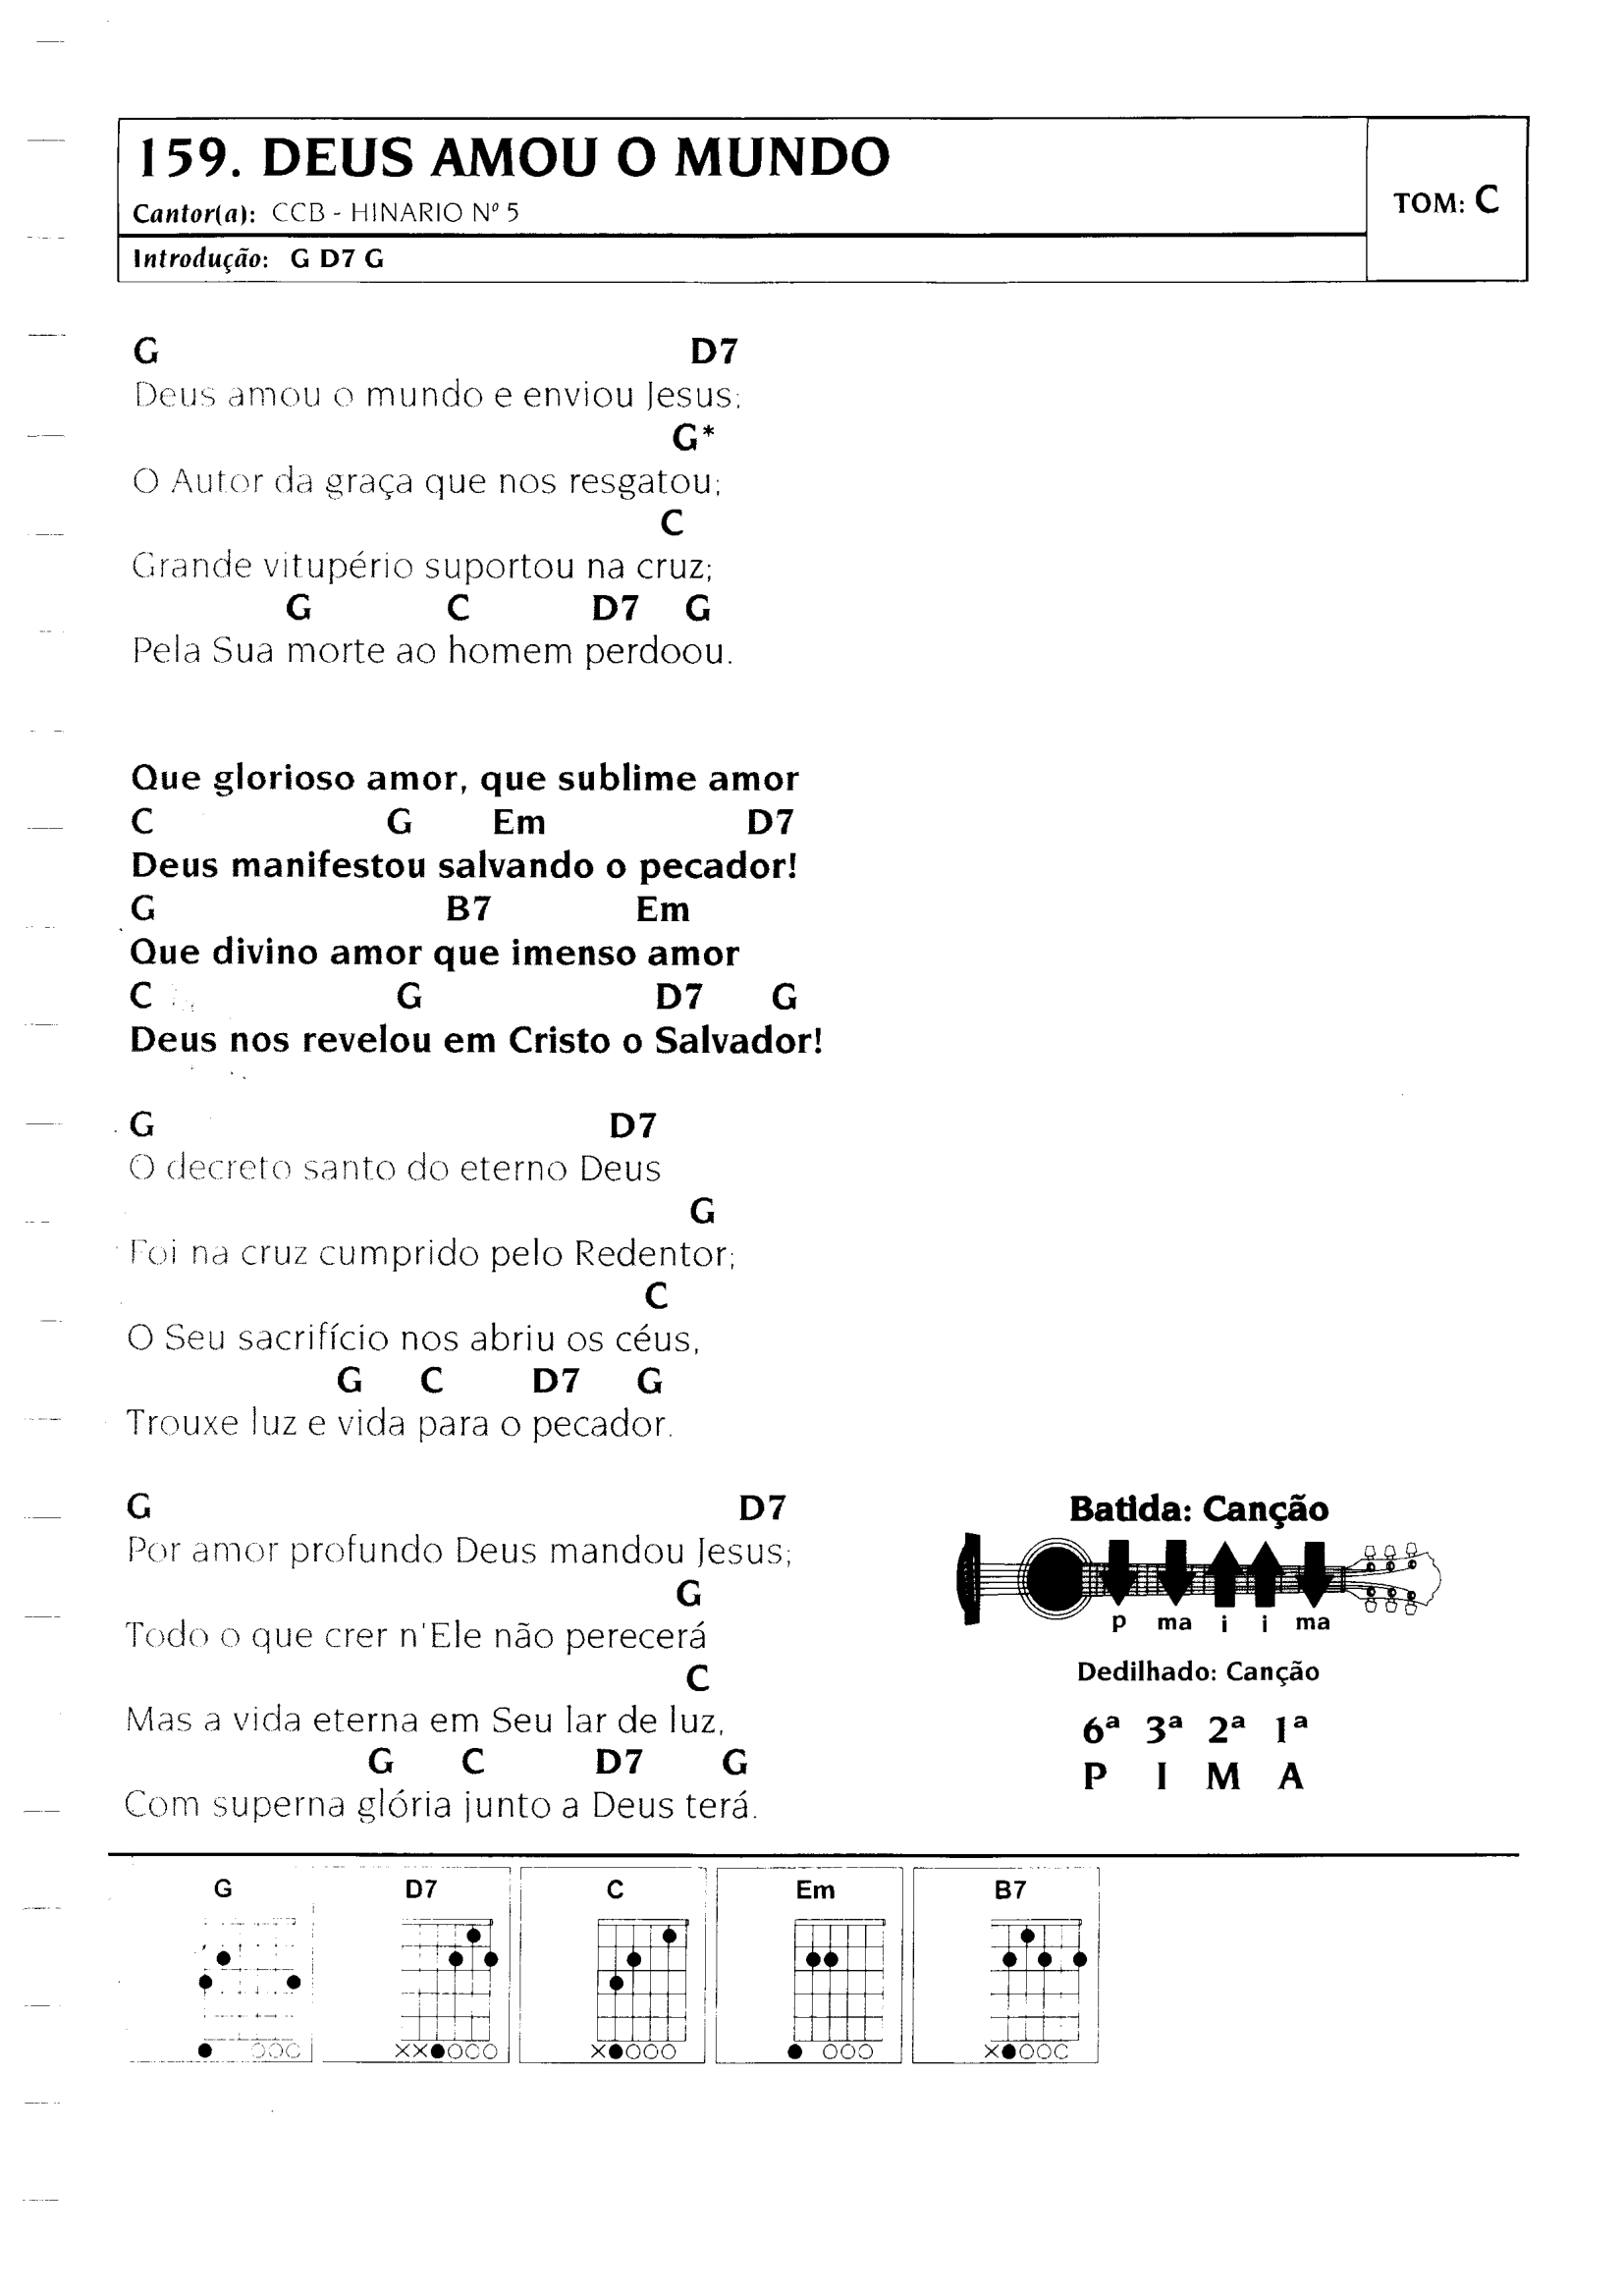 159. DEUS AMOU O MUNDO
Cantor(a): CCB - HINARIO Nº 5
TOM: C
Introdução: G D7 G
G D7
Deus amou o mundo e enviou Jesus;
G*
O Autor da graça que nos resgatou;
C
Grande vitupério suportou na cruz;
G C D7 G
Pela Sua morte ao homem perdoou.
Que glorioso amor, que sublime amor
C G Em D7
Deus manifestou salvando o pecador!
G B7 Em
Que divino amor que imenso amor
C G D7 G
Deus nos revelou em Cristo o Salvador!
G D7
O decreto santo do eterno Deus
G
Foi na cruz cumprido pelo Redentor;
C
O Seu sacrifício nos abriu os céus,
G C D7 G
Trouxe luz e vida para o pecador.
G D7
Por amor profundo Deus mandou Jesus;
G
Todo o que crer n'Ele não perecerá
C
Mas a vida eterna em Seu lar de luz,
G C D7 G
Com superna glória junto a Deus terá.
Batida: Canção
p ma i i ma
Dedilhado: Canção
6ª 3ª 2ª 1ª
P I M A
G D7 C Em B7